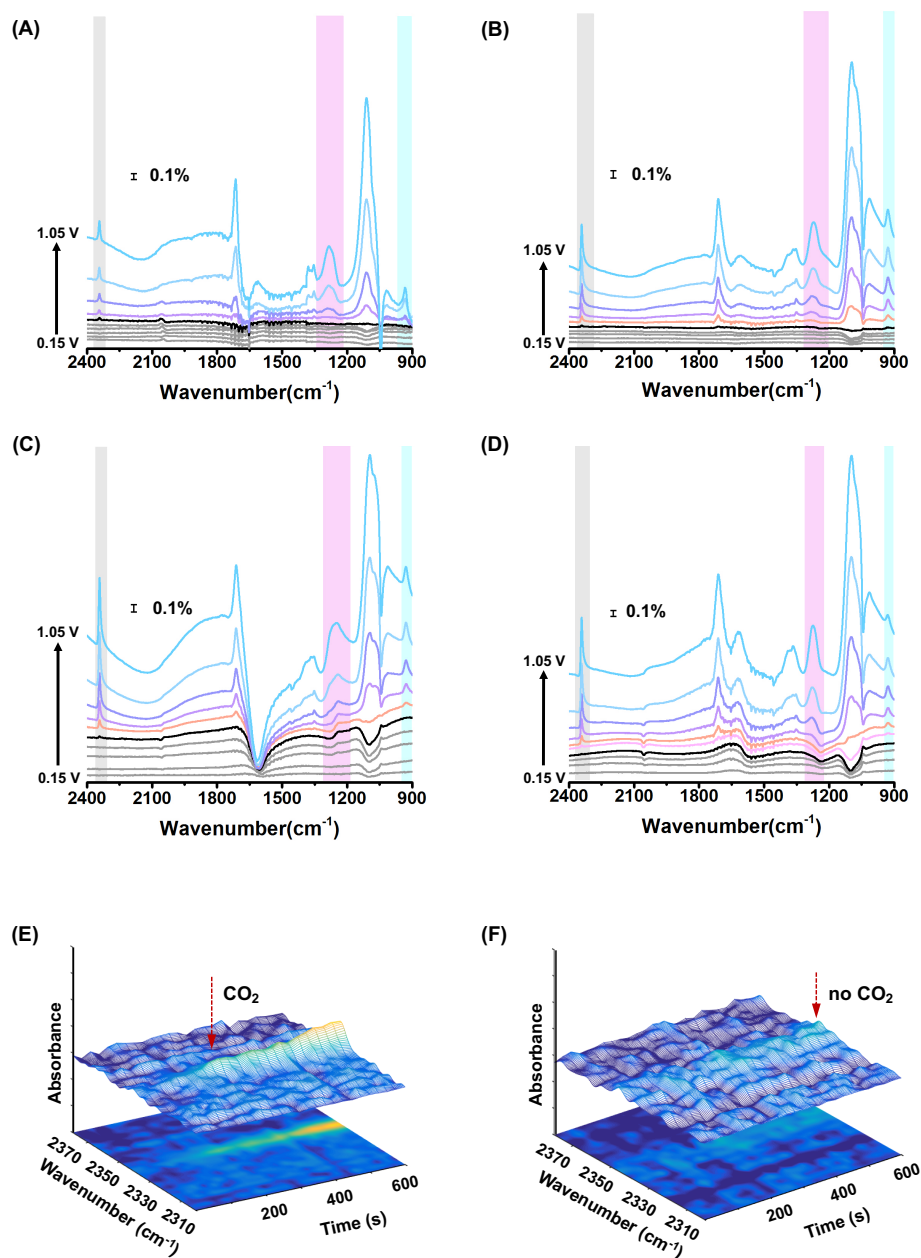 (A)
0.1%
1.05 V
0.15 V
2400 2100 1800 1500 1200 900
Wavenumber(cm⁻¹)
(B)
0.1%
1.05 V
0.15 V
2400 2100 1800 1500 1200 900
Wavenumber(cm⁻¹)
(C)
0.1%
1.05 V
0.15 V
2400 2100 1800 1500 1200 900
Wavenumber(cm⁻¹)
(D)
0.1%
1.05 V
0.15 V
2400 2100 1800 1500 1200 900
Wavenumber(cm⁻¹)
(E)
CO₂
Absorbance
2370 2350 2330 2310
Wavenumber (cm⁻¹)
200 400 600
Time (s)
(F)
no CO₂
Absorbance
2370 2350 2330 2310
Wavenumber (cm⁻¹)
200 400 600
Time (s)